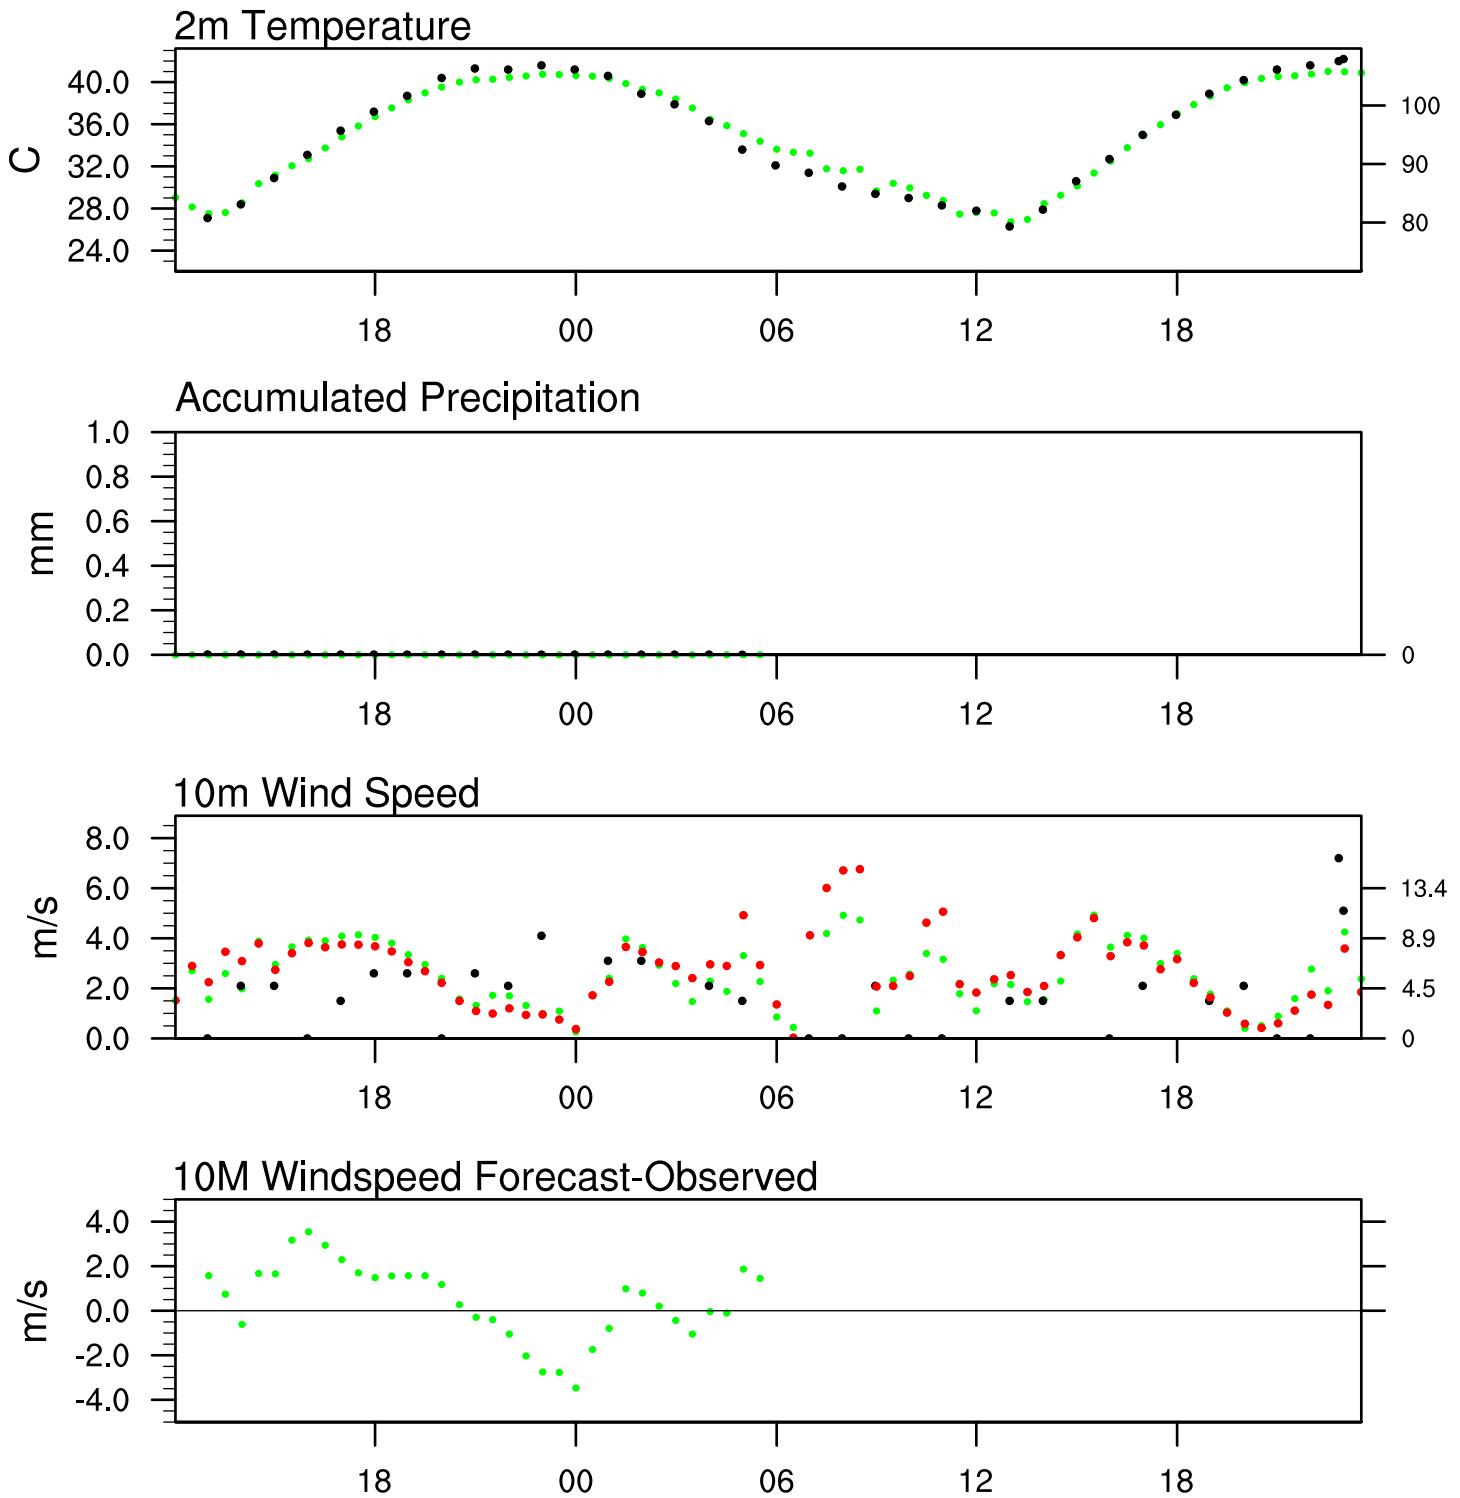 2m Temperature
40.0
36.0
32.0
28.0
24.0
C
100
90
80
18 00 06 12 18
Accumulated Precipitation
1.0
0.8
0.6
0.4
0.2
0.0
mm
0
18 00 06 12 18
10m Wind Speed
8.0
6.0
4.0
2.0
0.0
m/s
13.4
8.9
4.5
0
18 00 06 12 18
10M Windspeed Forecast-Observed
4.0
2.0
0.0
-2.0
-4.0
m/s
18 00 06 12 18